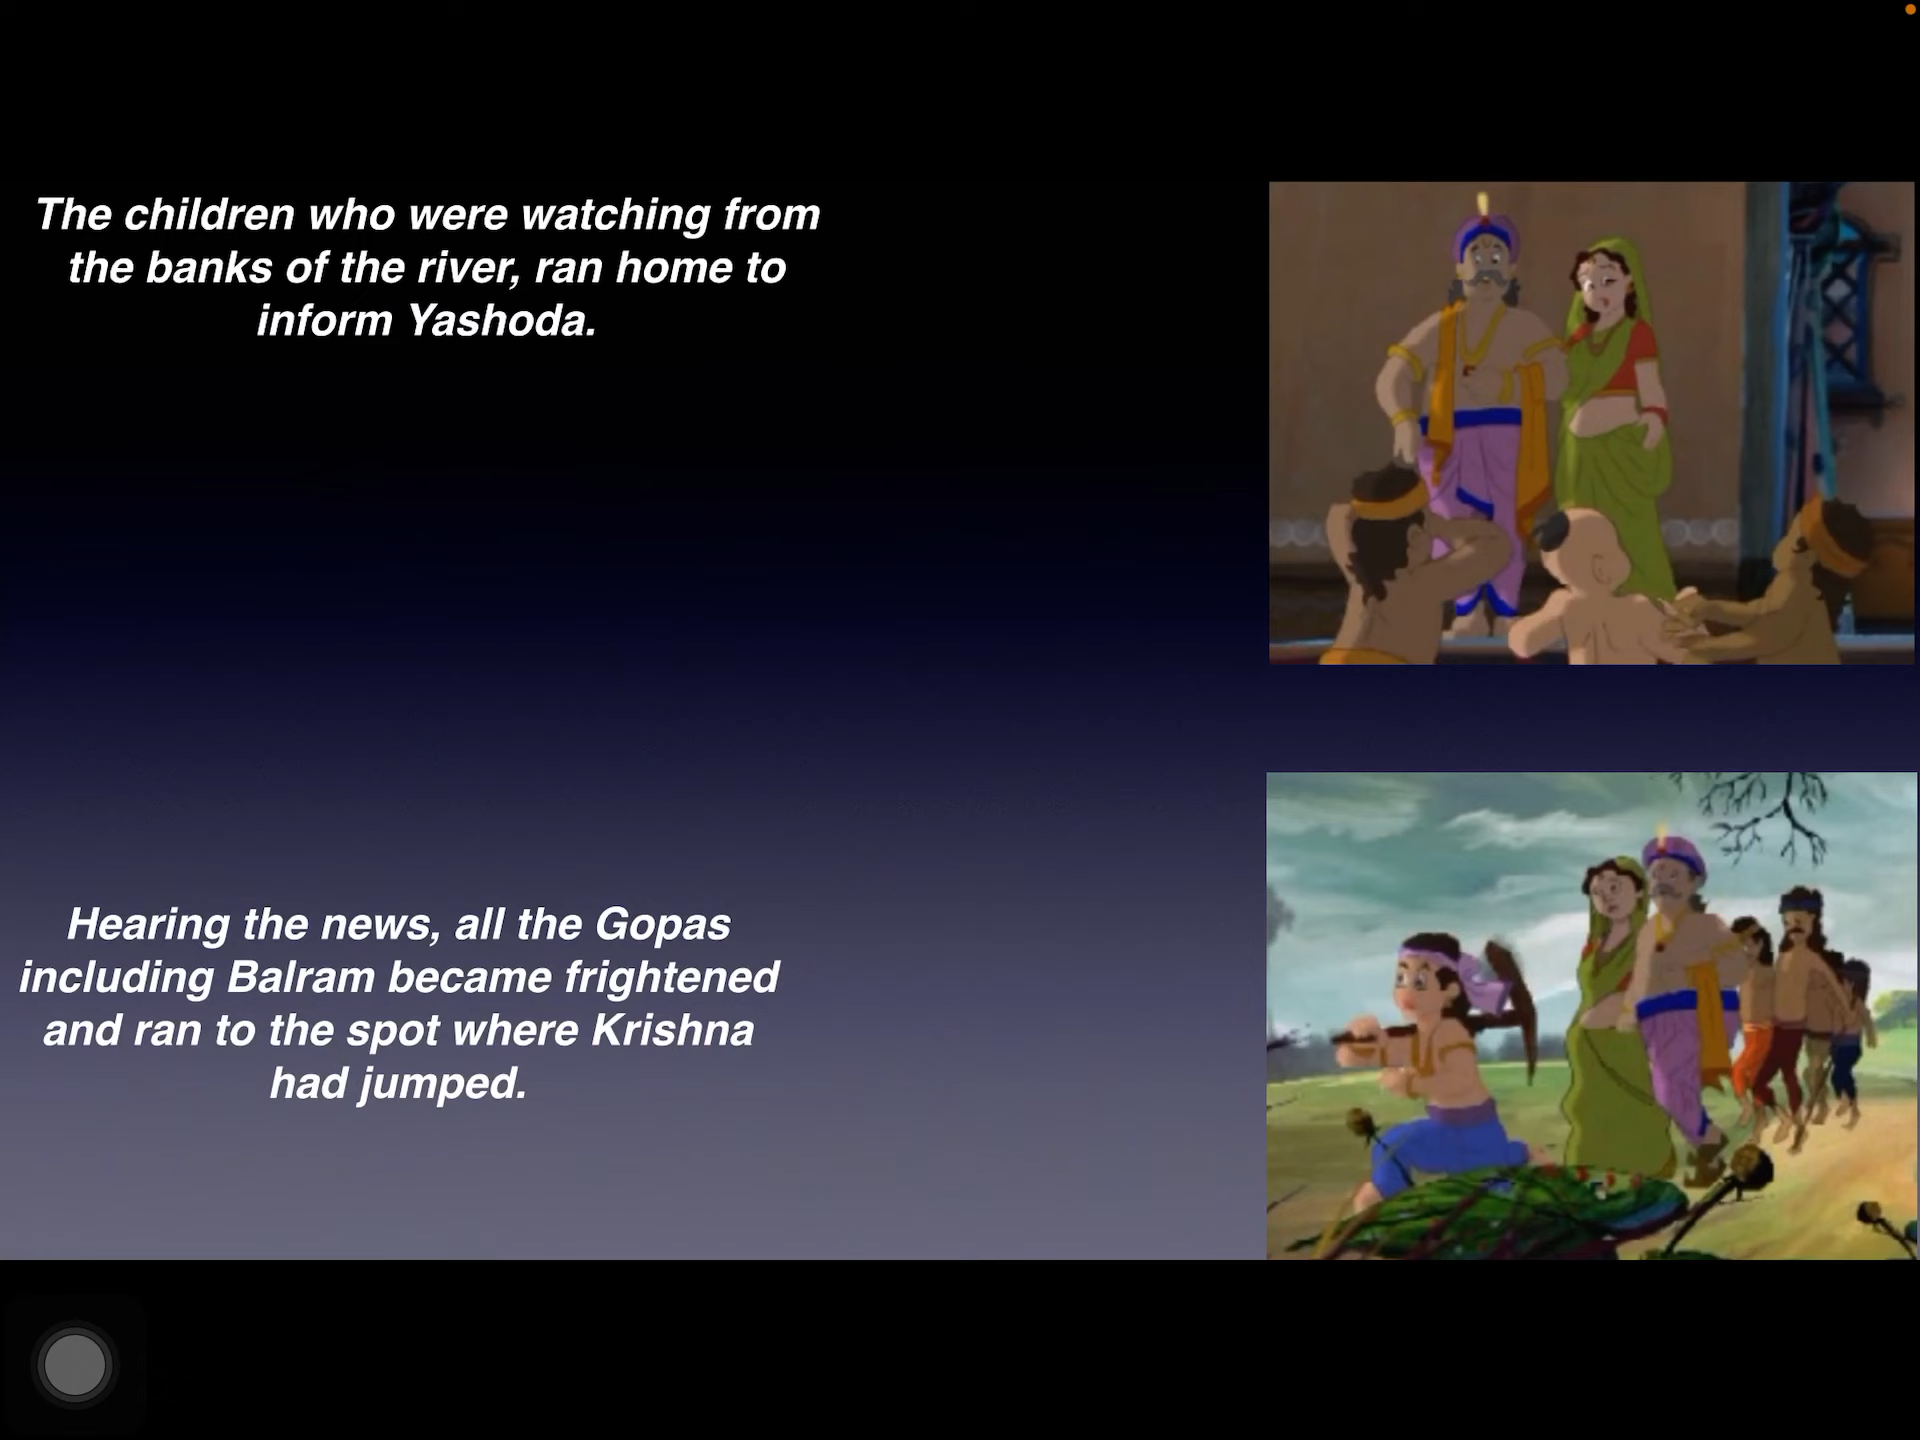 The children who were watching from
the banks of the river, ran home to
inform Yashoda.
Hearing the news, all the Gopas
including Balram became frightened
and ran to the spot where Krishna
had jumped.